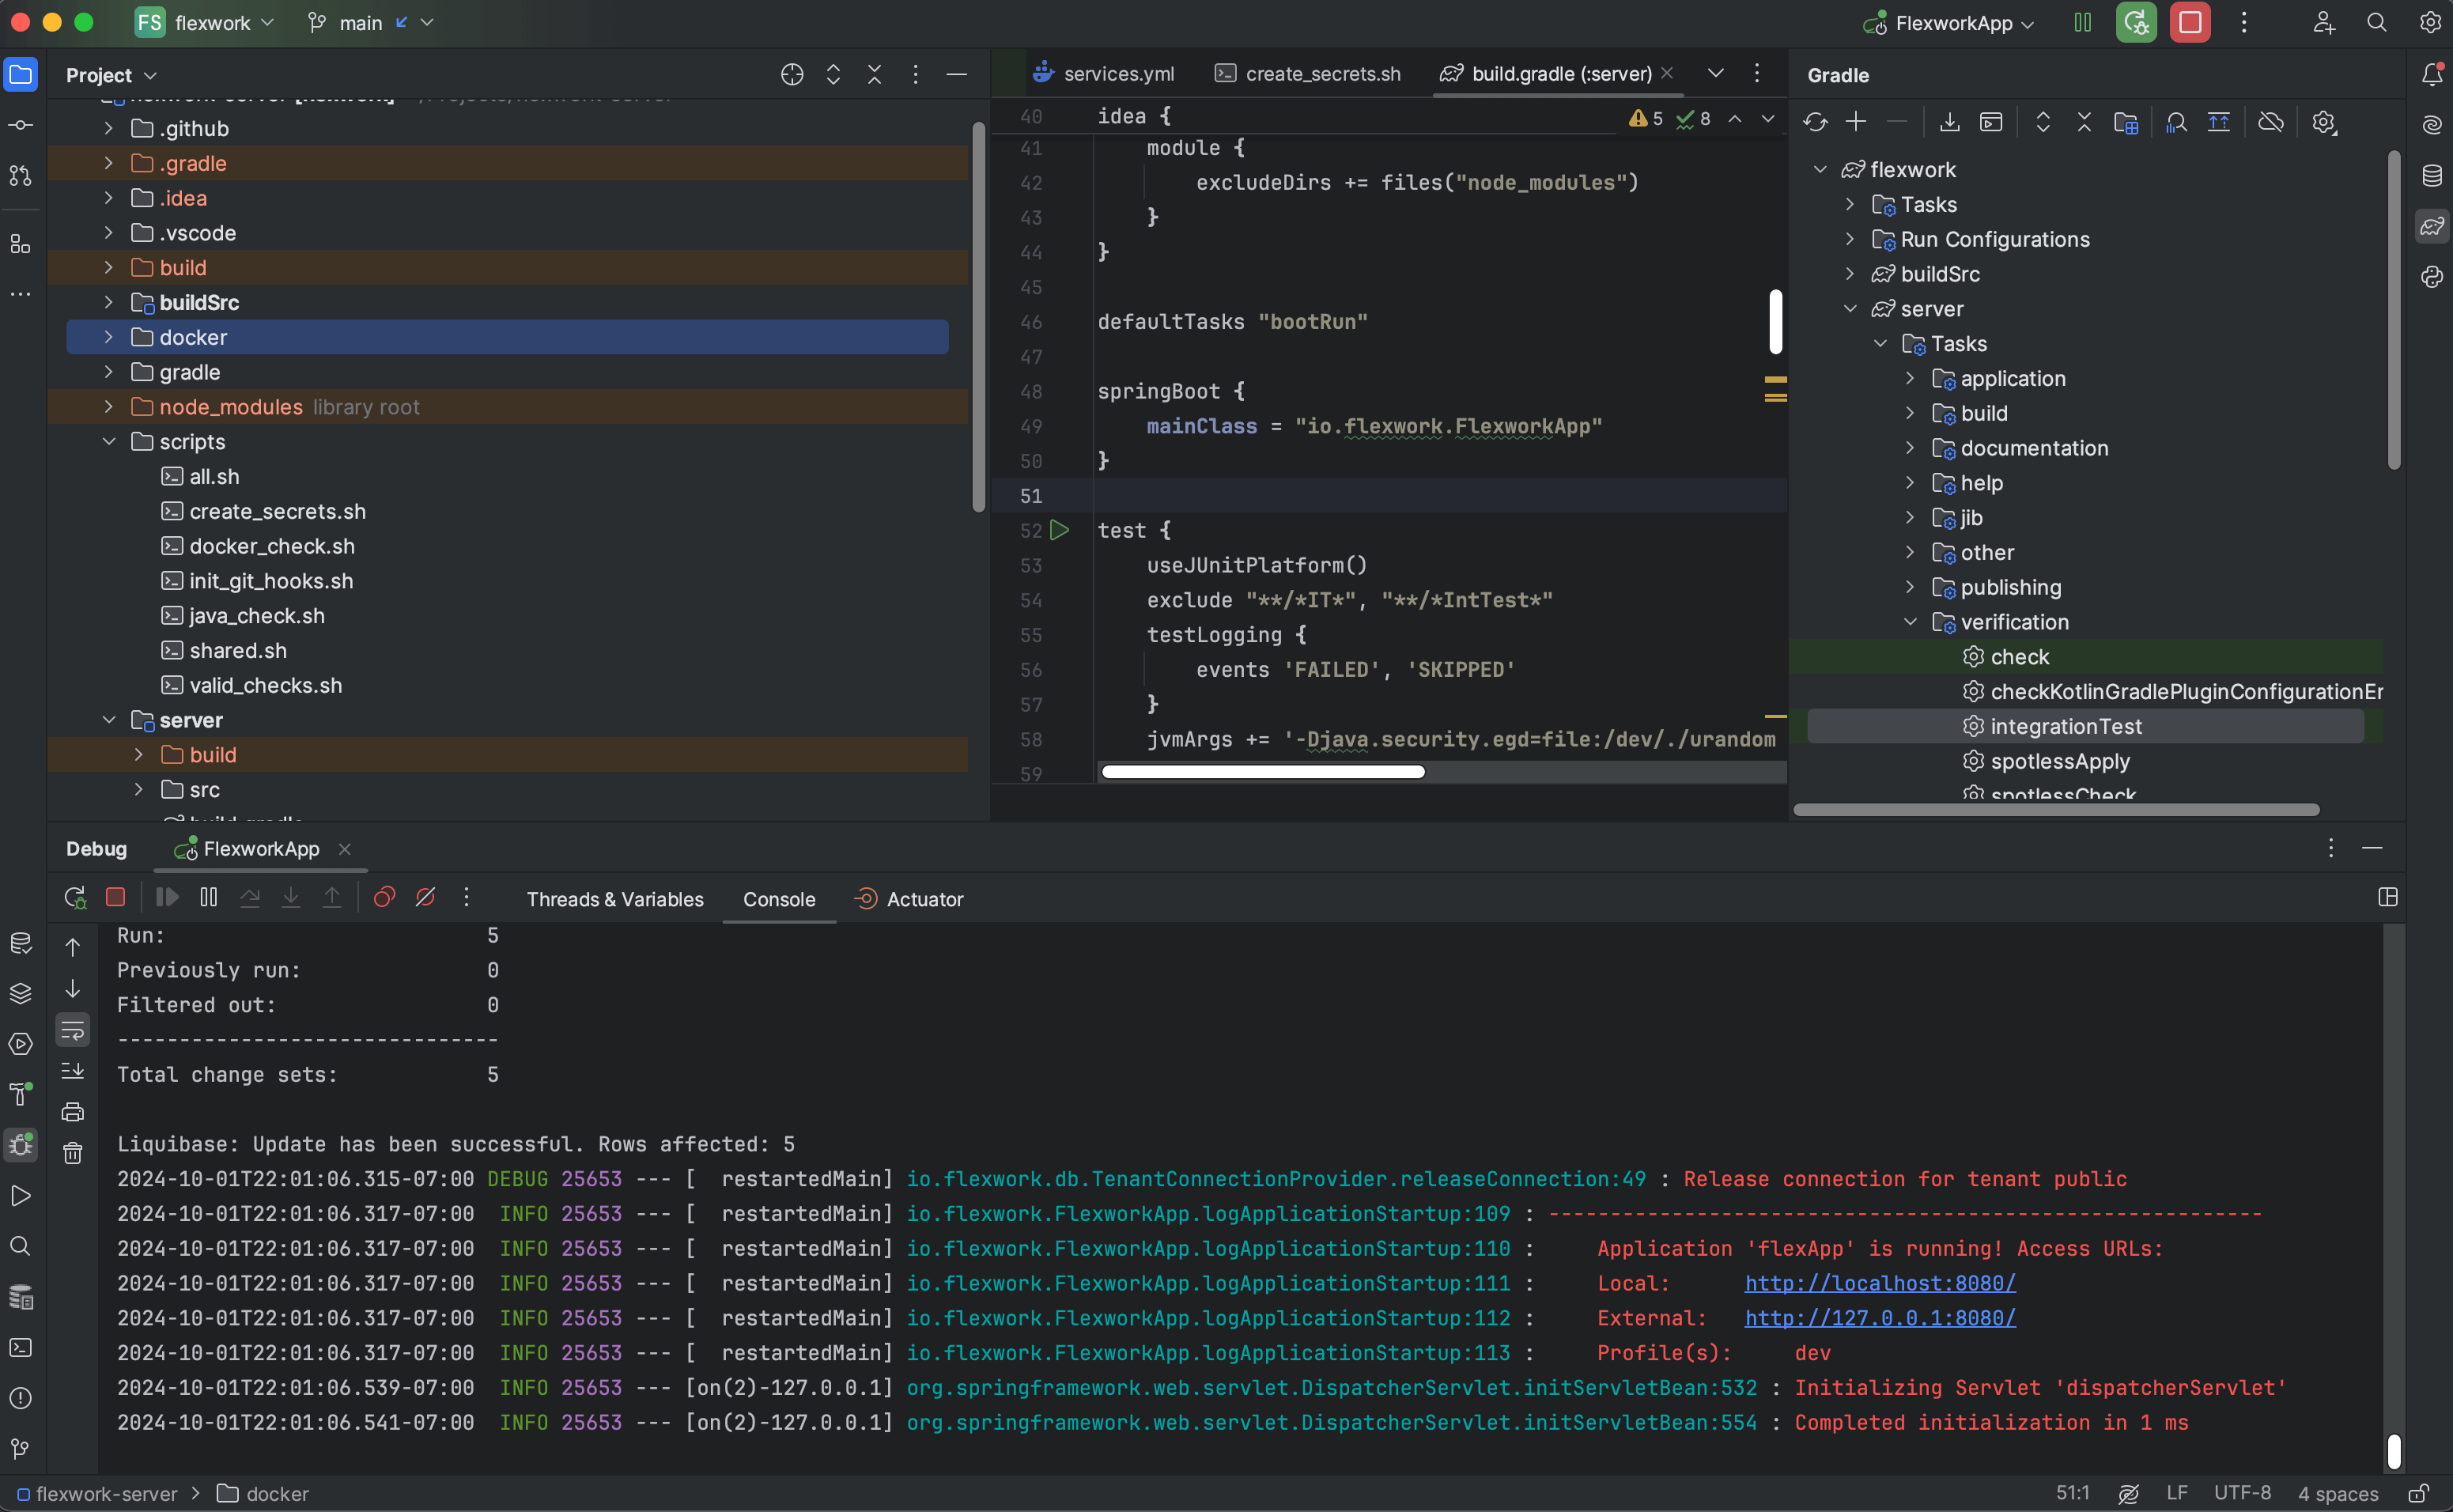 FS flexwork main
FlexworkApp
Project
.github
.gradle
.idea
.vscode
build
buildSrc
docker
gradle
node_modules library root
scripts
all.sh
create_secrets.sh
docker_check.sh
init_git_hooks.sh
java_check.sh
shared.sh
valid_checks.sh
server
build
src
services.yml create_secrets.sh build.gradle (:server)
5 8
40 idea {
41 module {
42 excludeDirs += files("node_modules")
43 }
44 }
45
46 defaultTasks "bootRun"
47
48 springBoot {
49 mainClass = "io.flexwork.FlexworkApp"
50 }
51
52 test {
53 useJUnitPlatform()
54 exclude "**/*IT*", "**/*IntTest*"
55 testLogging {
56 events 'FAILED', 'SKIPPED'
57 }
58 jvmArgs += '-Djava.security.egd=file:/dev/./urandom
59
Gradle
flexwork
Tasks
Run Configurations
buildSrc
server
Tasks
application
build
documentation
help
jib
other
publishing
verification
check
checkKotlinGradlePluginConfigurationEr
integrationTest
spotlessApply
spotlessCheck
Debug FlexworkApp
Threads & Variables Console Actuator
Run: 5
Previously run: 0
Filtered out: 0
-------------------------------
Total change sets: 5
Liquibase: Update has been successful. Rows affected: 5
2024-10-01T22:01:06.315-07:00 DEBUG 25653 --- [  restartedMain] io.flexwork.db.TenantConnectionProvider.releaseConnection:49 : Release connection for tenant public
2024-10-01T22:01:06.317-07:00  INFO 25653 --- [  restartedMain] io.flexwork.FlexworkApp.logApplicationStartup:109 : ----------------------------------------------------------
2024-10-01T22:01:06.317-07:00  INFO 25653 --- [  restartedMain] io.flexwork.FlexworkApp.logApplicationStartup:110 : Application 'flexApp' is running! Access URLs:
2024-10-01T22:01:06.317-07:00  INFO 25653 --- [  restartedMain] io.flexwork.FlexworkApp.logApplicationStartup:111 : Local: http://localhost:8080/
2024-10-01T22:01:06.317-07:00  INFO 25653 --- [  restartedMain] io.flexwork.FlexworkApp.logApplicationStartup:112 : External: http://127.0.0.1:8080/
2024-10-01T22:01:06.317-07:00  INFO 25653 --- [  restartedMain] io.flexwork.FlexworkApp.logApplicationStartup:113 : Profile(s): dev
2024-10-01T22:01:06.539-07:00  INFO 25653 --- [on(2)-127.0.0.1] org.springframework.web.servlet.DispatcherServlet.initServletBean:532 : Initializing Servlet 'dispatcherServlet'
2024-10-01T22:01:06.541-07:00  INFO 25653 --- [on(2)-127.0.0.1] org.springframework.web.servlet.DispatcherServlet.initServletBean:554 : Completed initialization in 1 ms
flexwork-server > docker
51:1 LF UTF-8 4 spaces